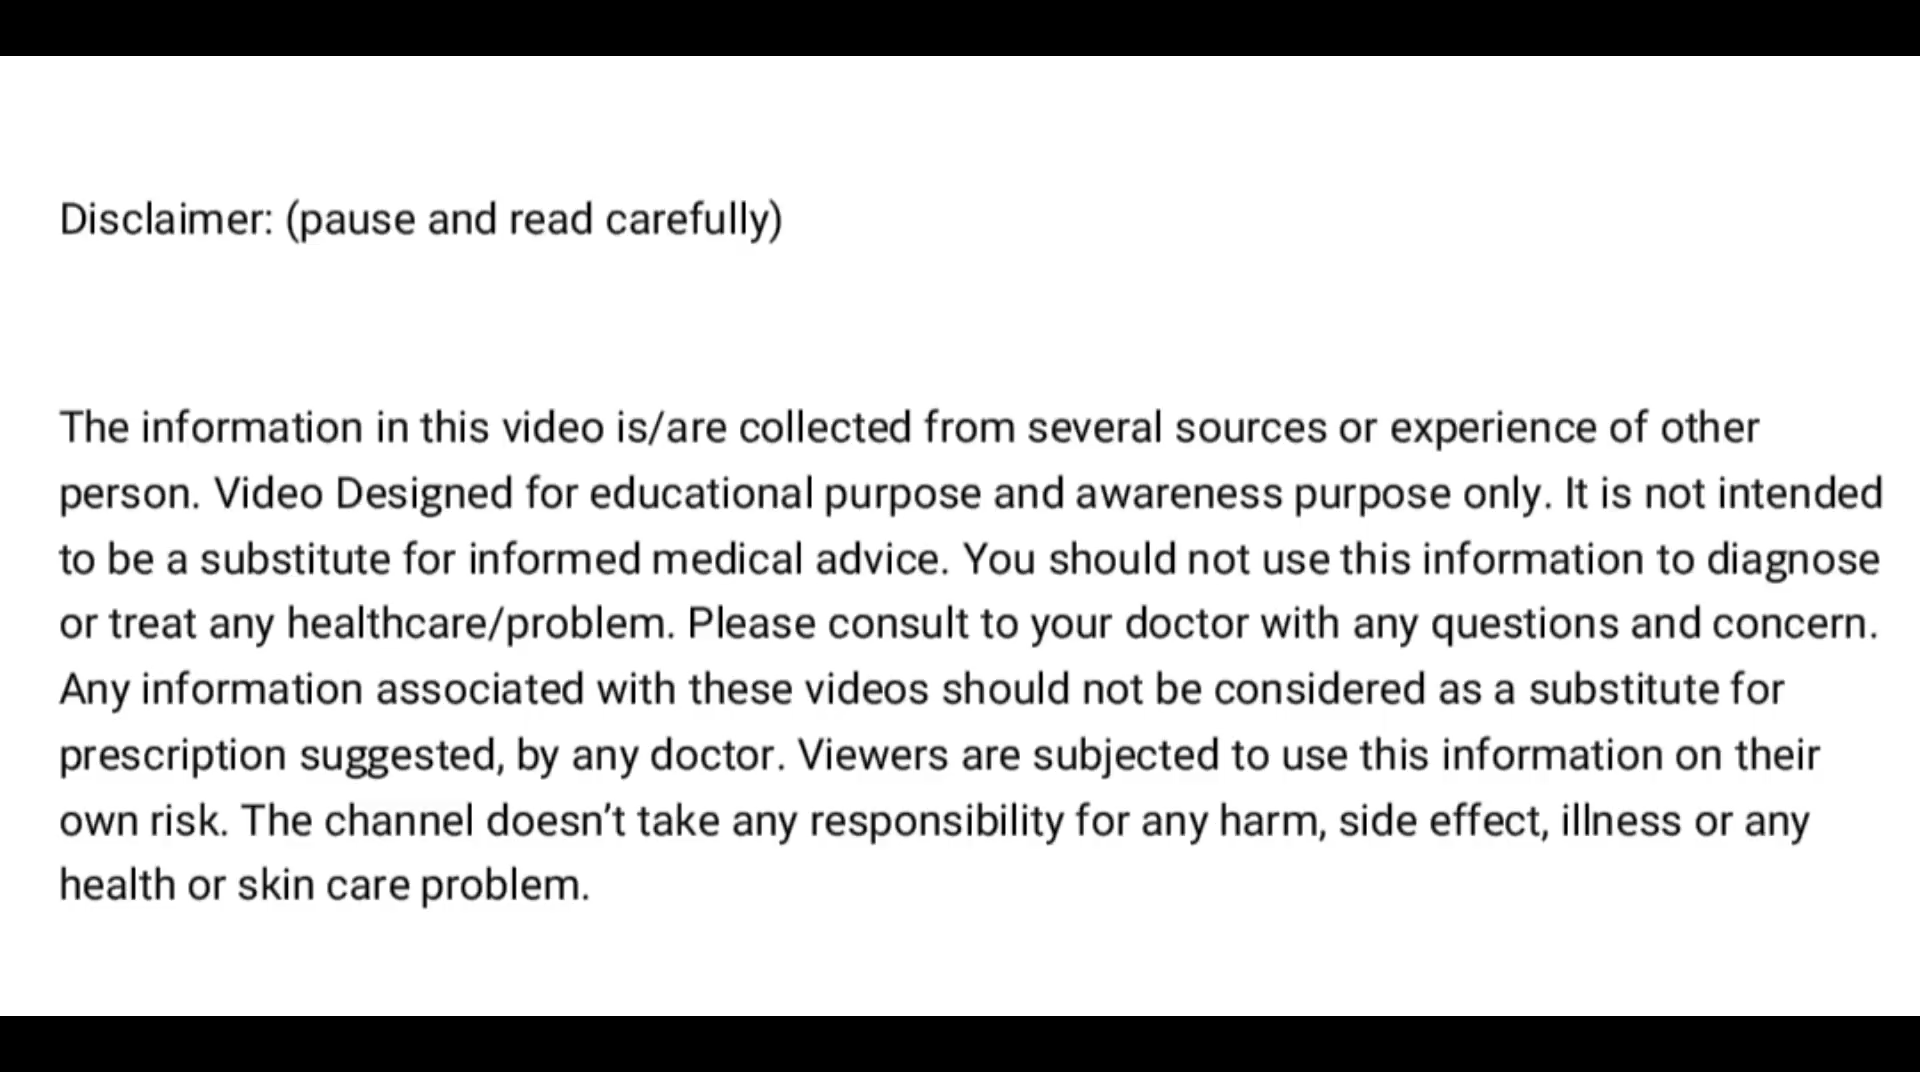 Disclaimer: (pause and read carefully)
The information in this video is/are collected from several sources or experience of other
person. Video Designed for educational purpose and awareness purpose only. It is not intended
to be a substitute for informed medical advice. You should not use this information to diagnose
or treat any healthcare/problem. Please consult to your doctor with any questions and concern.
Any information associated with these videos should not be considered as a substitute for
prescription suggested, by any doctor. Viewers are subjected to use this information on their
own risk. The channel doesn’t take any responsibility for any harm, side effect, illness or any
health or skin care problem.